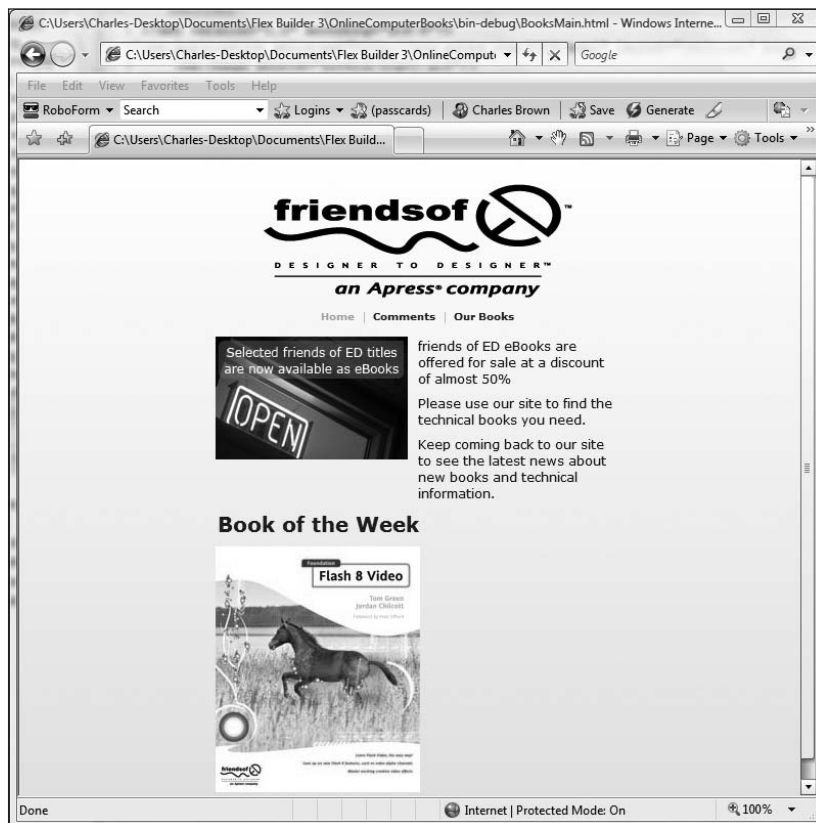 C:\Users\Charles-Desktop\Documents\Flex Builder 3\OnlineComputerBooks\bin-debug\BooksMain.html - Windows Interne...
C:\Users\Charles-Desktop\Documents\Flex Builder 3\OnlineComput
Google
File Edit View Favorites Tools Help
RoboForm Search Logins (passcards) Charles Brown Save Generate
C:\Users\Charles-Desktop\Documents\Flex Build... Page Tools »
friendsof ™
DESIGNER TO DESIGNER™
an Apress® company
Home | Comments | Our Books
Selected friends of ED titles
are now available as eBooks
OPEN
friends of ED eBooks are
offered for sale at a discount
of almost 50%
Please use our site to find the
technical books you need.
Keep coming back to our site
to see the latest news about
new books and technical
information.
Book of the Week
Foundation
Flash 8 Video
Tom Green
Jordan Chilcott
friendsof
an Apress company
Done Internet | Protected Mode: On 100%